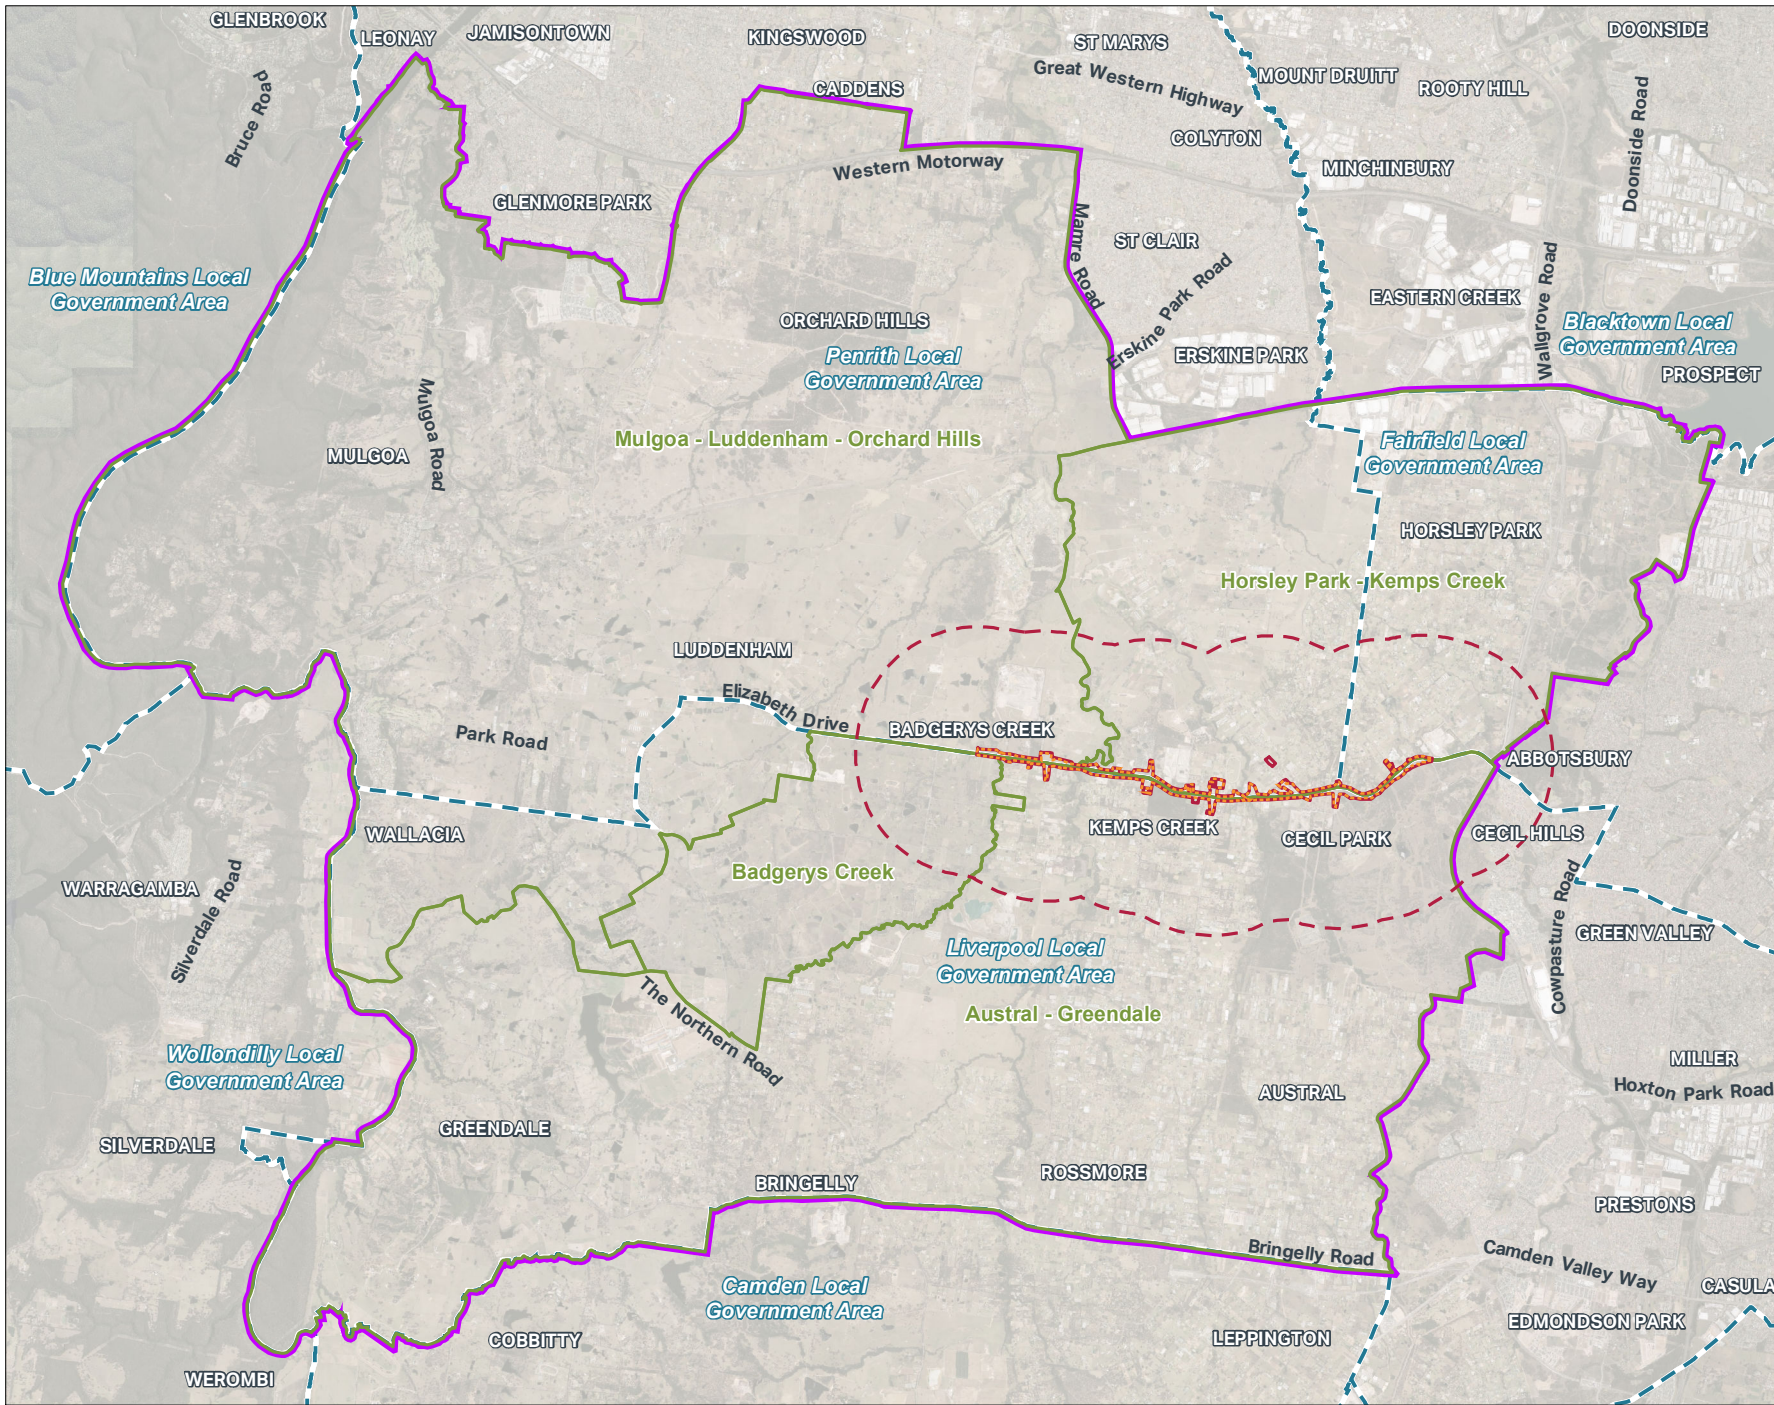 GLENBROOK
LEONAY
JAMISONTOWN
KINGSWOOD
ST MARYS
DOONSIDE
Great Western Highway
MOUNT DRUITT
ROOTY HILL
CADDENS
Bruce Road
Doonside Road
COLYTON
Western Motorway
MINCHINBURY
GLENMORE PARK
Mamre Road
ST CLAIR
Erskine Park Road
Blue Mountains Local
Government Area
EASTERN CREEK
Wallgrove Road
ORCHARD HILLS
Blacktown Local
Government Area
Penrith Local
Government Area
ERSKINE PARK
PROSPECT
Mulgoa Road
Mulgoa - Luddenham - Orchard Hills
Fairfield Local
Government Area
MULGOA
HORSLEY PARK
Horsley Park - Kemps Creek
LUDDENHAM
Elizabeth Drive
BADGERYS CREEK
Park Road
ABBOTSBURY
WALLACIA
KEMPS CREEK
CECIL PARK
CECIL HILLS
Badgerys Creek
WARRAGAMBA
Silverdale Road
Cowpasture Road
GREEN VALLEY
Liverpool Local
Government Area
The Northern Road
Austral - Greendale
Wollondilly Local
Government Area
MILLER
Hoxton Park Road
AUSTRAL
GREENDALE
SILVERDALE
ROSSMORE
BRINGELLY
PRESTONS
Bringelly Road
Camden Valley Way
Camden Local
Government Area
CASULA
EDMONDSON PARK
LEPPINGTON
COBBITTY
WEROMBI